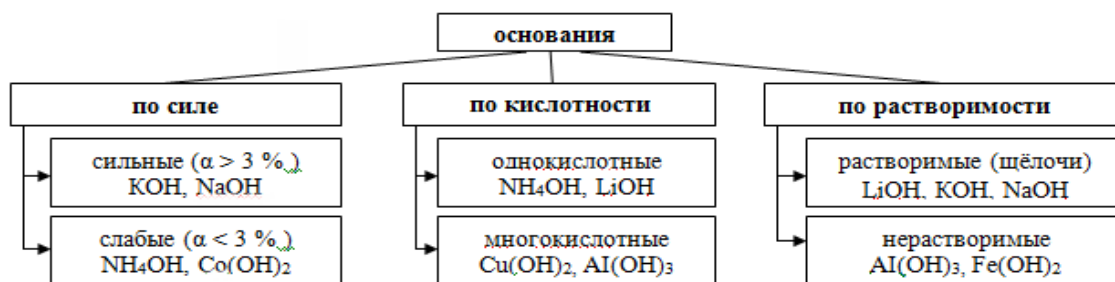 основания
по силе
сильные (α > 3 %)
KOH, NaOH
слабые (α < 3 %)
NH₄OH, Co(OH)₂
по кислотности
однокислотные
NH₄OH, LiOH
многокислотные
Cu(OH)₂, AI(OH)₃
по растворимости
растворимые (щёлочи)
LiOH, KOH, NaOH
нерастворимые
AI(OH)₃, Fe(OH)₂